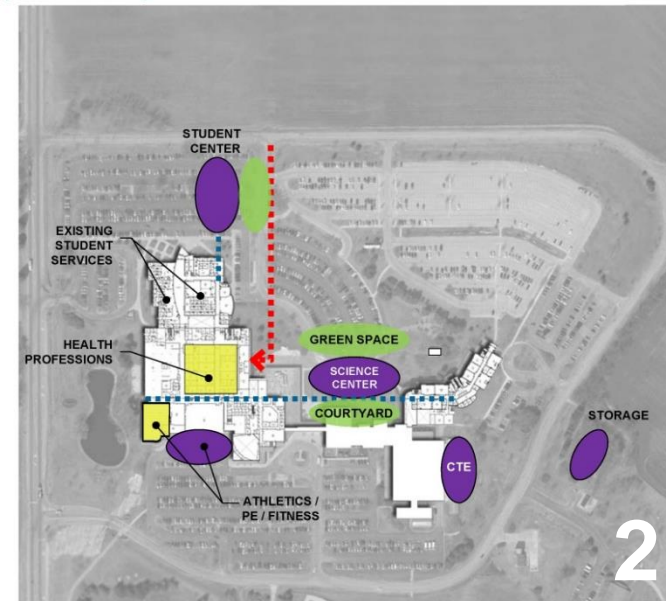 STUDENT
CENTER
EXISTING
STUDENT
SERVICES
HEALTH
PROFESSIONS
GREEN SPACE
SCIENCE
CENTER
COURTYARD
STORAGE
CTE
ATHLETICS /
PE / FITNESS
2